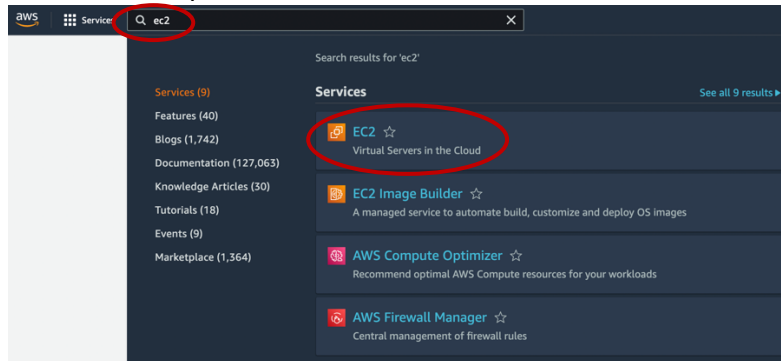 aws
Services
ec2
Search results for 'ec2'
Services (9)
Features (40)
Blogs (1,742)
Documentation (127,063)
Knowledge Articles (30)
Tutorials (18)
Events (9)
Marketplace (1,364)
Services
See all 9 results
EC2
Virtual Servers in the Cloud
EC2 Image Builder
A managed service to automate build, customize and deploy OS images
AWS Compute Optimizer
Recommend optimal AWS Compute resources for your workloads
AWS Firewall Manager
Central management of firewall rules